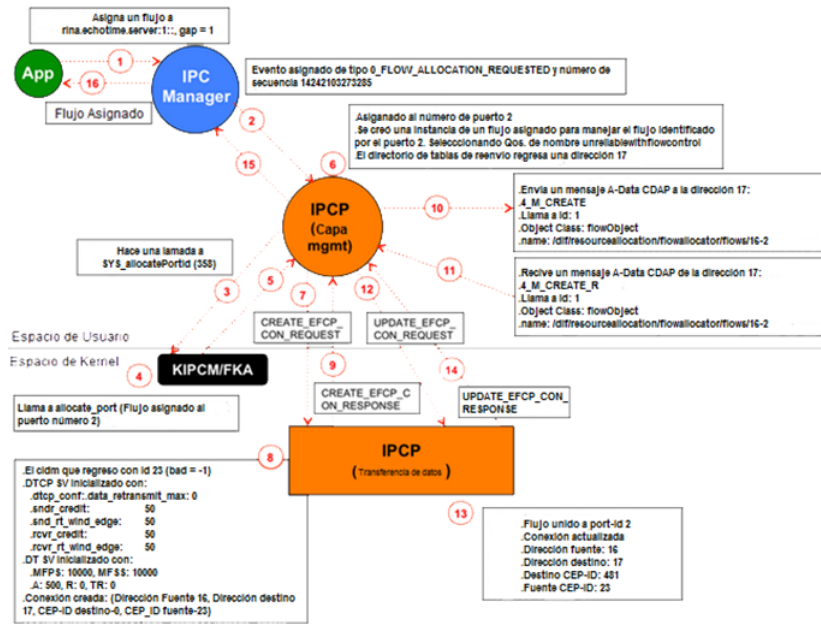 Asigna un flujo a
rina.echotime.server:1::, gap = 1
App
1
16
IPC
Manager
Flujo Asignado
Evento asignado de tipo 0_FLOW_ALLOCATION_REQUESTED y número de
secuencia 14242103273285
2
15
.Asiganado al número de puerto 2
.Se creó una instancia de un flujo asignado para manejar el flujo identificado
por el puerto 2. Seleccionando Qos. de nombre unreliablewithflowcontrol
.El directorio de tablas de reenvio regresa una dirección 17
6
IPCP
(Capa
mgmt)
10
.Envia un mensaje A-Data CDAP a la dirección 17:
.4_M_CREATE
.Llama a id: 1
.Object Class: flowObject
.name: /dif/resourceallocation/flowallocator/flows/16-2
11
.Recive un mensaje A-Data CDAP de la dirección 17:
.4_M_CREATE_R
.Llama a id: 1
.Object Class: flowObject
.name: /dif/resourceallocation/flowallocator/flows/16-2
Hace una lamada a
SYS_allocatePortId (358)
3
5
7
12
CREATE_EFCP_
CON_REQUEST
UPDATE_EFCP_
CON_REQUEST
Espacio de Usuario
Espacio de Kernel
4
KIPCM/FKA
9
14
Llama a allocate_port (Flujo asignado al
puerto número 2)
CREATE_EFCP_C
ON_RESPONSE
UPDATE_EFCP_CON_
RESPONSE
8
IPCP
( Transferencia de datos )
13
.El cidm que regreso con id 23 (bad = -1)
.DTCP SV inicializado con:
.dtcp_conf:.data_retransmit_max: 0
.sndr_credit: 50
.snd_rt_wind_edge: 50
.rcvr_credit: 50
.rcvr_rt_wind_edge: 50
.DT SV inicializado con:
.MFPS: 10000, MFSS: 10000
.A: 500, R: 0, TR: 0
.Conexión creada: (Dirección Fuente 16, Dirección destino
17, CEP-ID destino-0, CEP_ID fuente-23)
.Flujo unido a port-id 2
.Conexión actualizada
.Dirección fuente: 16
.Dirección destino: 17
.Destino CEP-ID: 481
.Fuente CEP-ID: 23